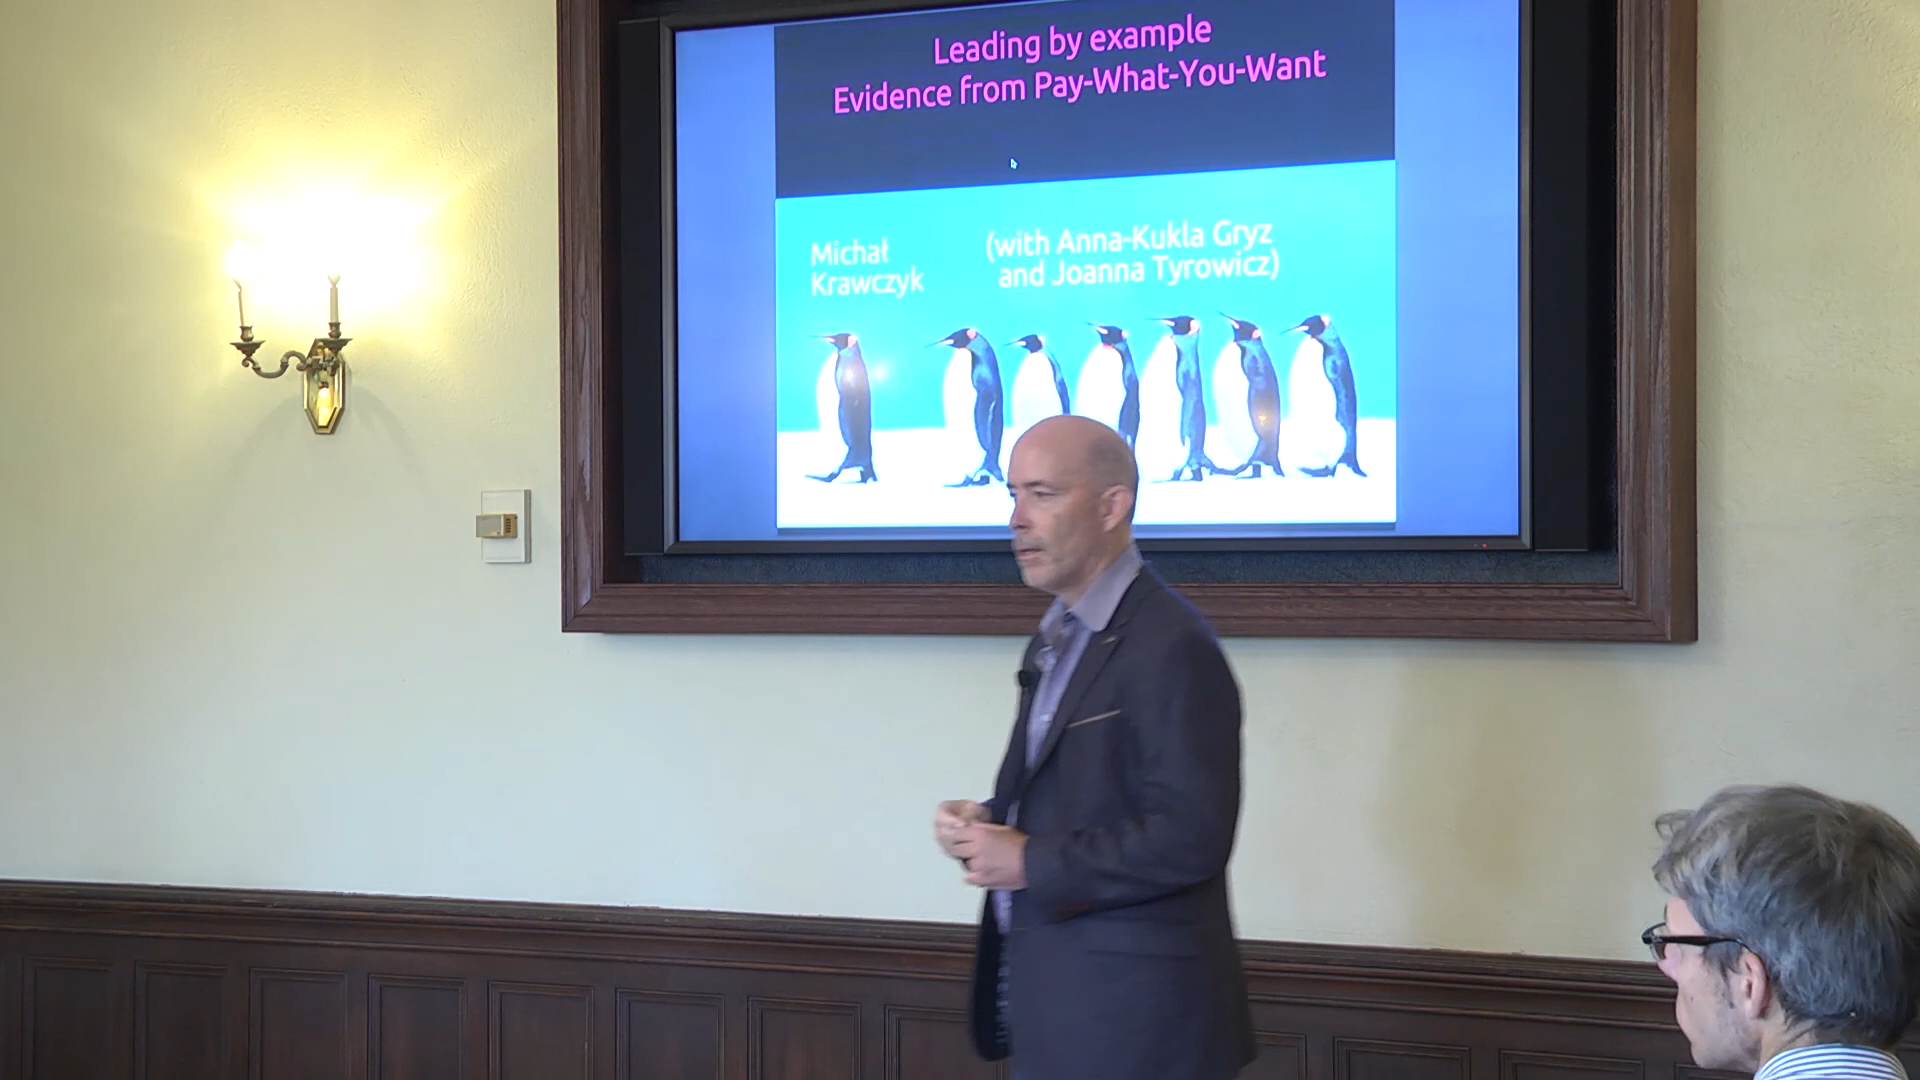 Leading by example
Evidence from Pay-What-You-Want
Michał
Krawczyk
(with Anna-Kukla Gryz
and Joanna Tyrowicz)